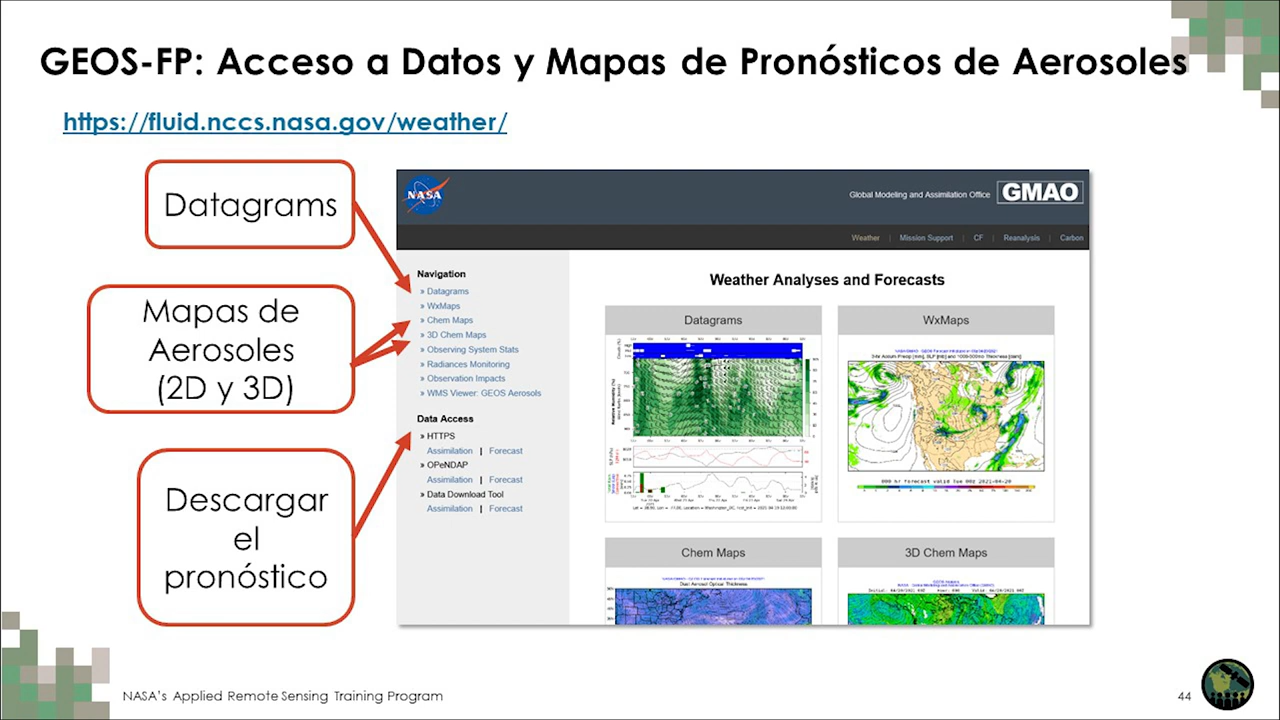 GEOS-FP: Acceso a Datos y Mapas de Pronósticos de Aerosoles
https://fluid.nccs.nasa.gov/weather/
Datagrams
Mapas de
Aerosoles
(2D y 3D)
Descargar
el
pronóstico
NASA
Global Modeling and Assimilation Office GMAO
Weather | Mission Support | CF | Reanalysis | Carbon
Navigation
» Datagrams
» WxMaps
» Chem Maps
» 3D Chem Maps
» Observing System Stats
» Radiances Monitoring
» Observation Impacts
» WMS Viewer: GEOS Aerosols
Data Access
» HTTPS
Assimilation | Forecast
» OPeNDAP
Assimilation | Forecast
» Data Download Tool
Assimilation | Forecast
Weather Analyses and Forecasts
Datagrams
WxMaps
Chem Maps
Dust Aerosol Optical Thickness
3D Chem Maps
NASA's Applied Remote Sensing Training Program
44